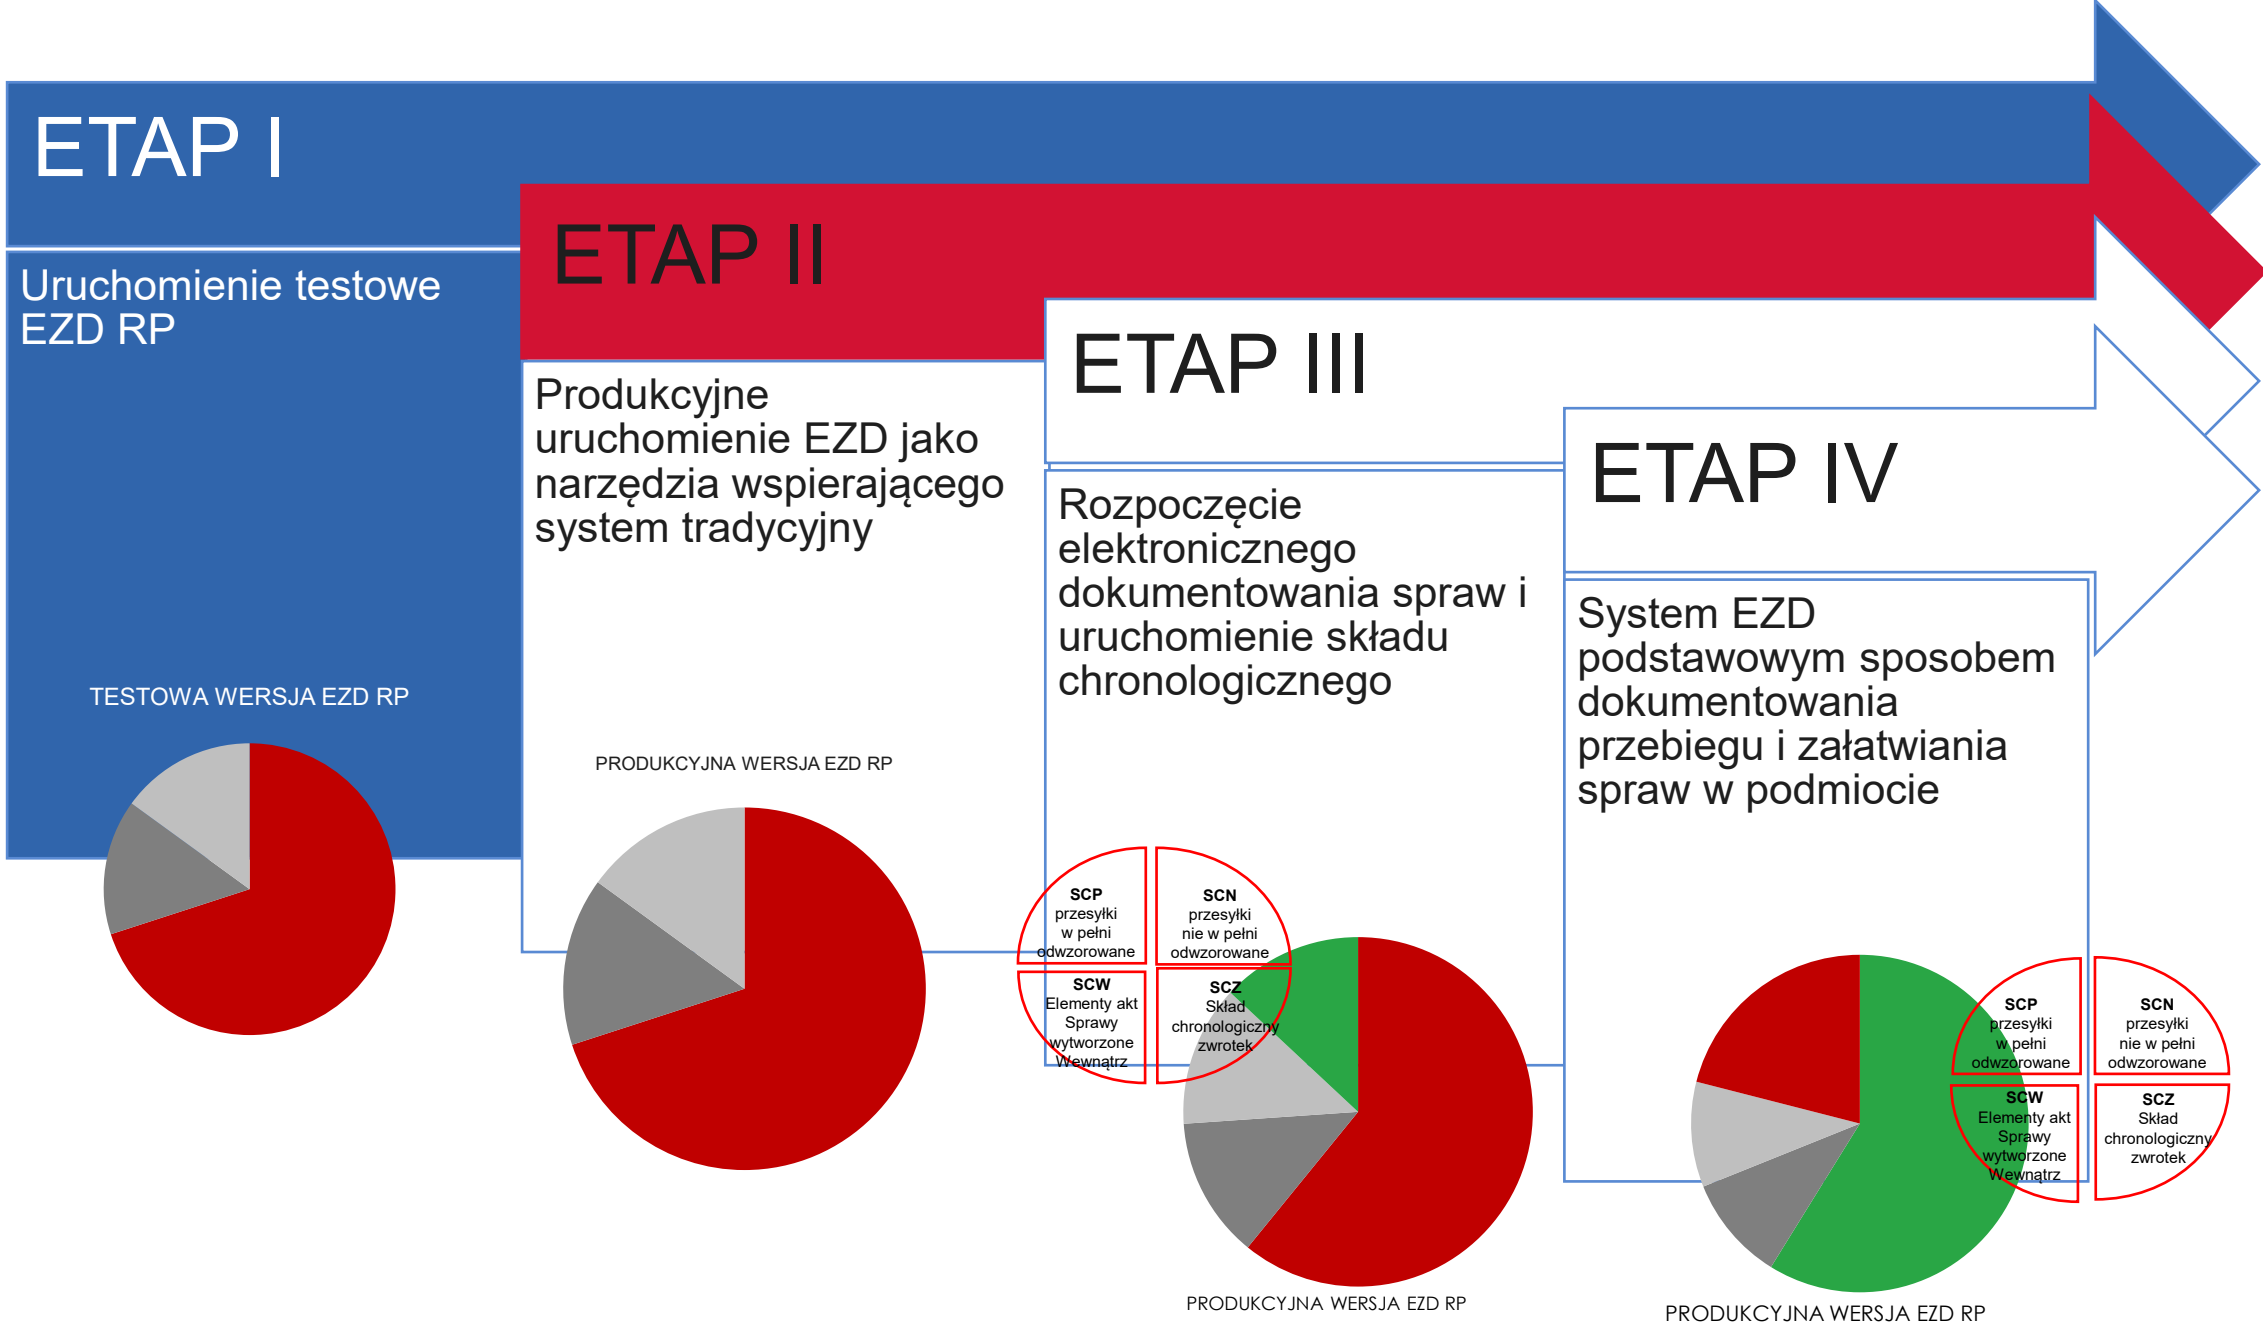 ETAP I
Uruchomienie testowe
EZD RP
TESTOWA WERSJA EZD RP
ETAP II
Produkcyjne
uruchomienie EZD jako
narzędzia wspierającego
system tradycyjny
PRODUKCYJNA WERSJA EZD RP
ETAP III
Rozpoczęcie
elektronicznego
dokumentowania spraw i
uruchomienie składu
chronologicznego
SCP
przesyłki
w pełni
odwzorowane
SCN
przesyłki
nie w pełni
odwzorowane
SCW
Elementy akt
Sprawy
wytworzone
Wewnątrz
SCZ
Skład
chronologiczny
zwrotek
PRODUKCYJNA WERSJA EZD RP
ETAP IV
System EZD
podstawowym sposobem
dokumentowania
przebiegu i załatwiania
spraw w podmiocie
SCP
przesyłki
w pełni
odwzorowane
SCN
przesyłki
nie w pełni
odwzorowane
SCW
Elementy akt
Sprawy
wytworzone
Wewnątrz
SCZ
Skład
chronologiczny
zwrotek
PRODUKCYJNA WERSJA EZD RP